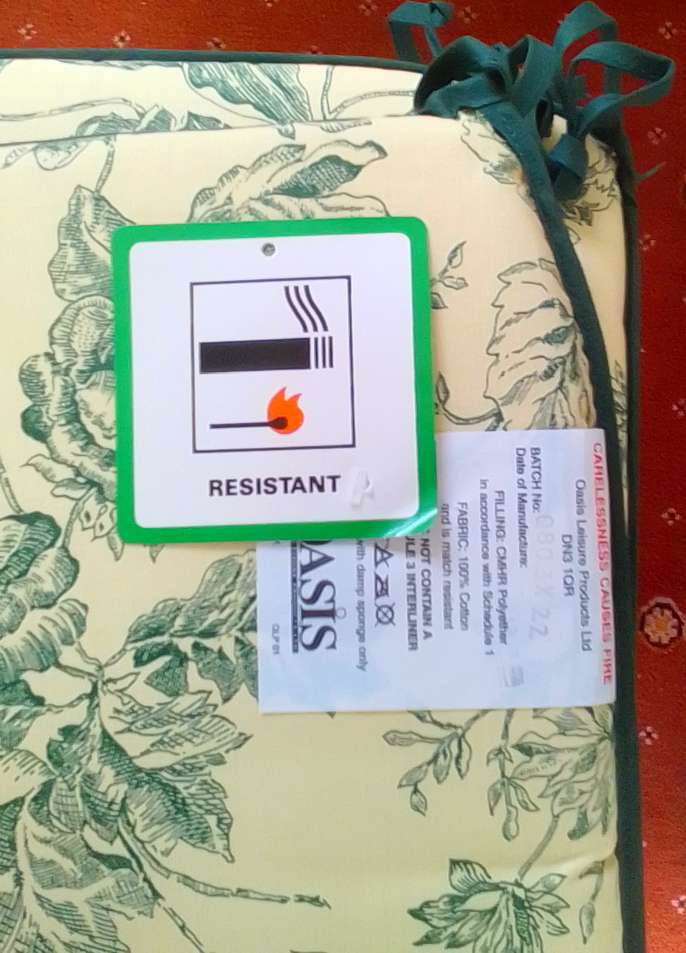 RESISTANT
CARELESSNESS CAUSES FIRE
Oasis Leisure Products Ltd
DN3 1QR
BATCH No:
Date of Manufacture:
FILLING: CMHR Polyether
in accordance with Schedule 1
FABRIC: 100% Cotton
and is match resistant
NOT CONTAIN A
3 INTERLINER
with damp sponge only
OASIS
OLP 01